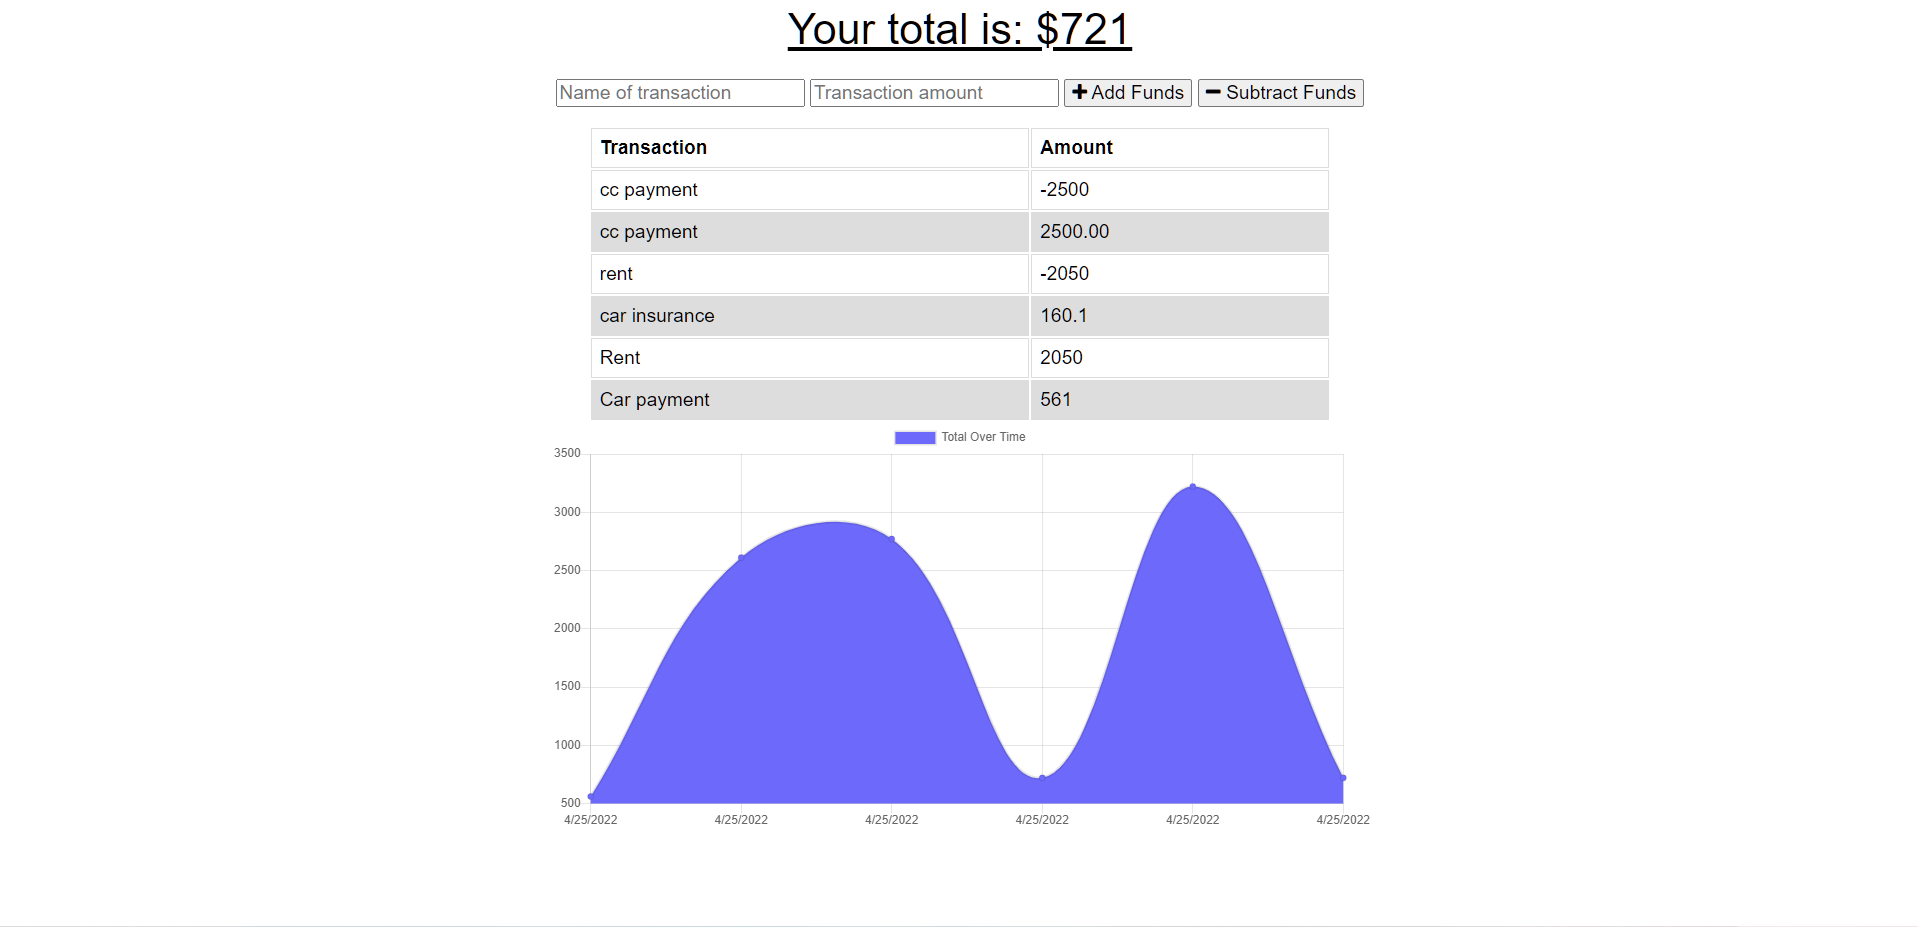 Your total is: $721
Name of transaction Transaction amount Add Funds Subtract Funds
Transaction Amount
cc payment -2500
cc payment 2500.00
rent -2050
car insurance 160.1
Rent 2050
Car payment 561
Total Over Time
3500
3000
2500
2000
1500
1000
500
4/25/2022 4/25/2022 4/25/2022 4/25/2022 4/25/2022 4/25/2022